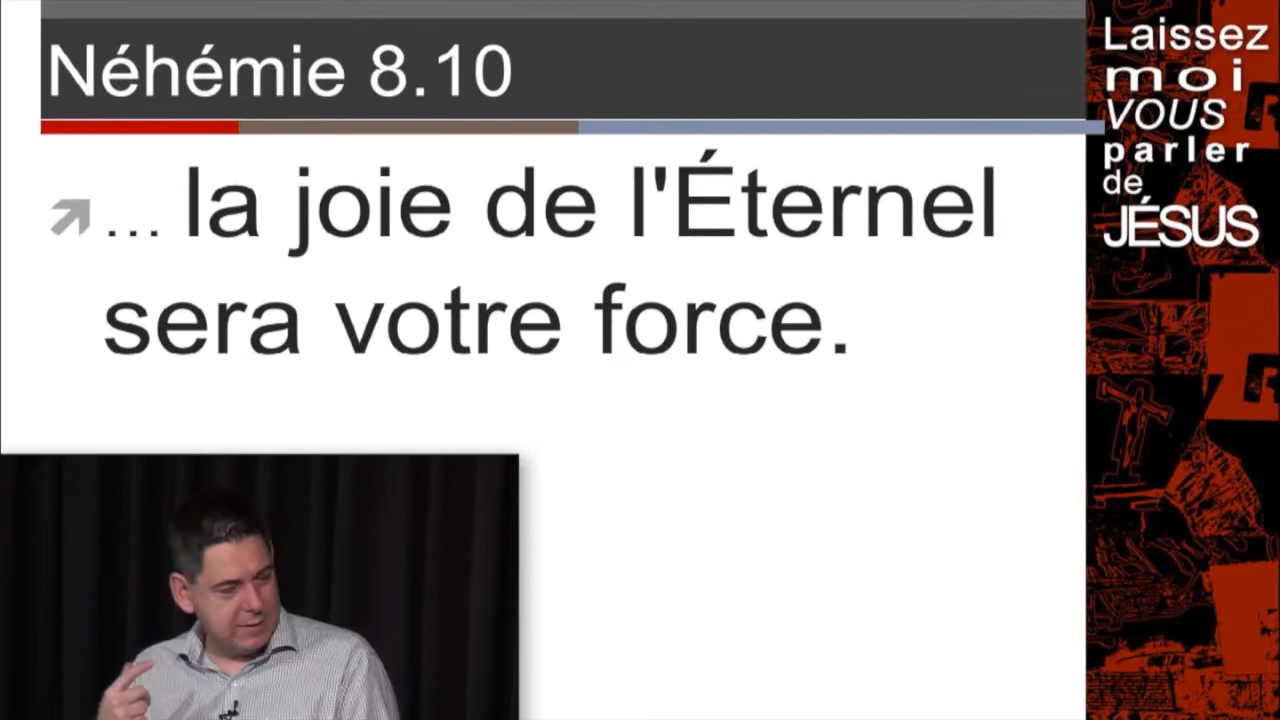 Néhémie 8.10
... la joie de l'Éternel
sera votre force.
Laissez
moi
VOUS
parler
de
JÉSUS